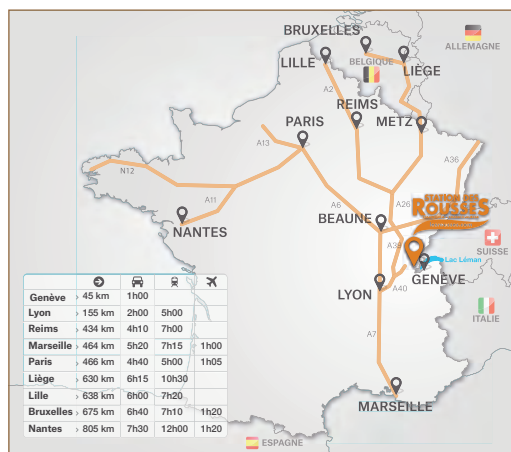 BRUXELLES
ALLEMAGNE
LILLE
BELGIQUE
LIÈGE
A2
REIMS
METZ
PARIS
A13
A36
N12
A11
A6
A26
STATION DES
ROUSSES
BEAUNE
NANTES
A39
SUISSE
Lac Léman
GENÈVE
LYON
A40
ITALIE
A7
MARSEILLE
ESPAGNE
Genève › 45 km 1h00
Lyon › 155 km 2h00 5h00
Reims › 434 km 4h10 7h00
Marseille › 464 km 5h20 7h15 1h00
Paris › 466 km 4h40 5h00 1h05
Liège › 630 km 6h15 10h30
Lille › 638 km 6h00 7h20
Bruxelles › 675 km 6h40 7h10 1h20
Nantes › 805 km 7h30 12h00 1h20